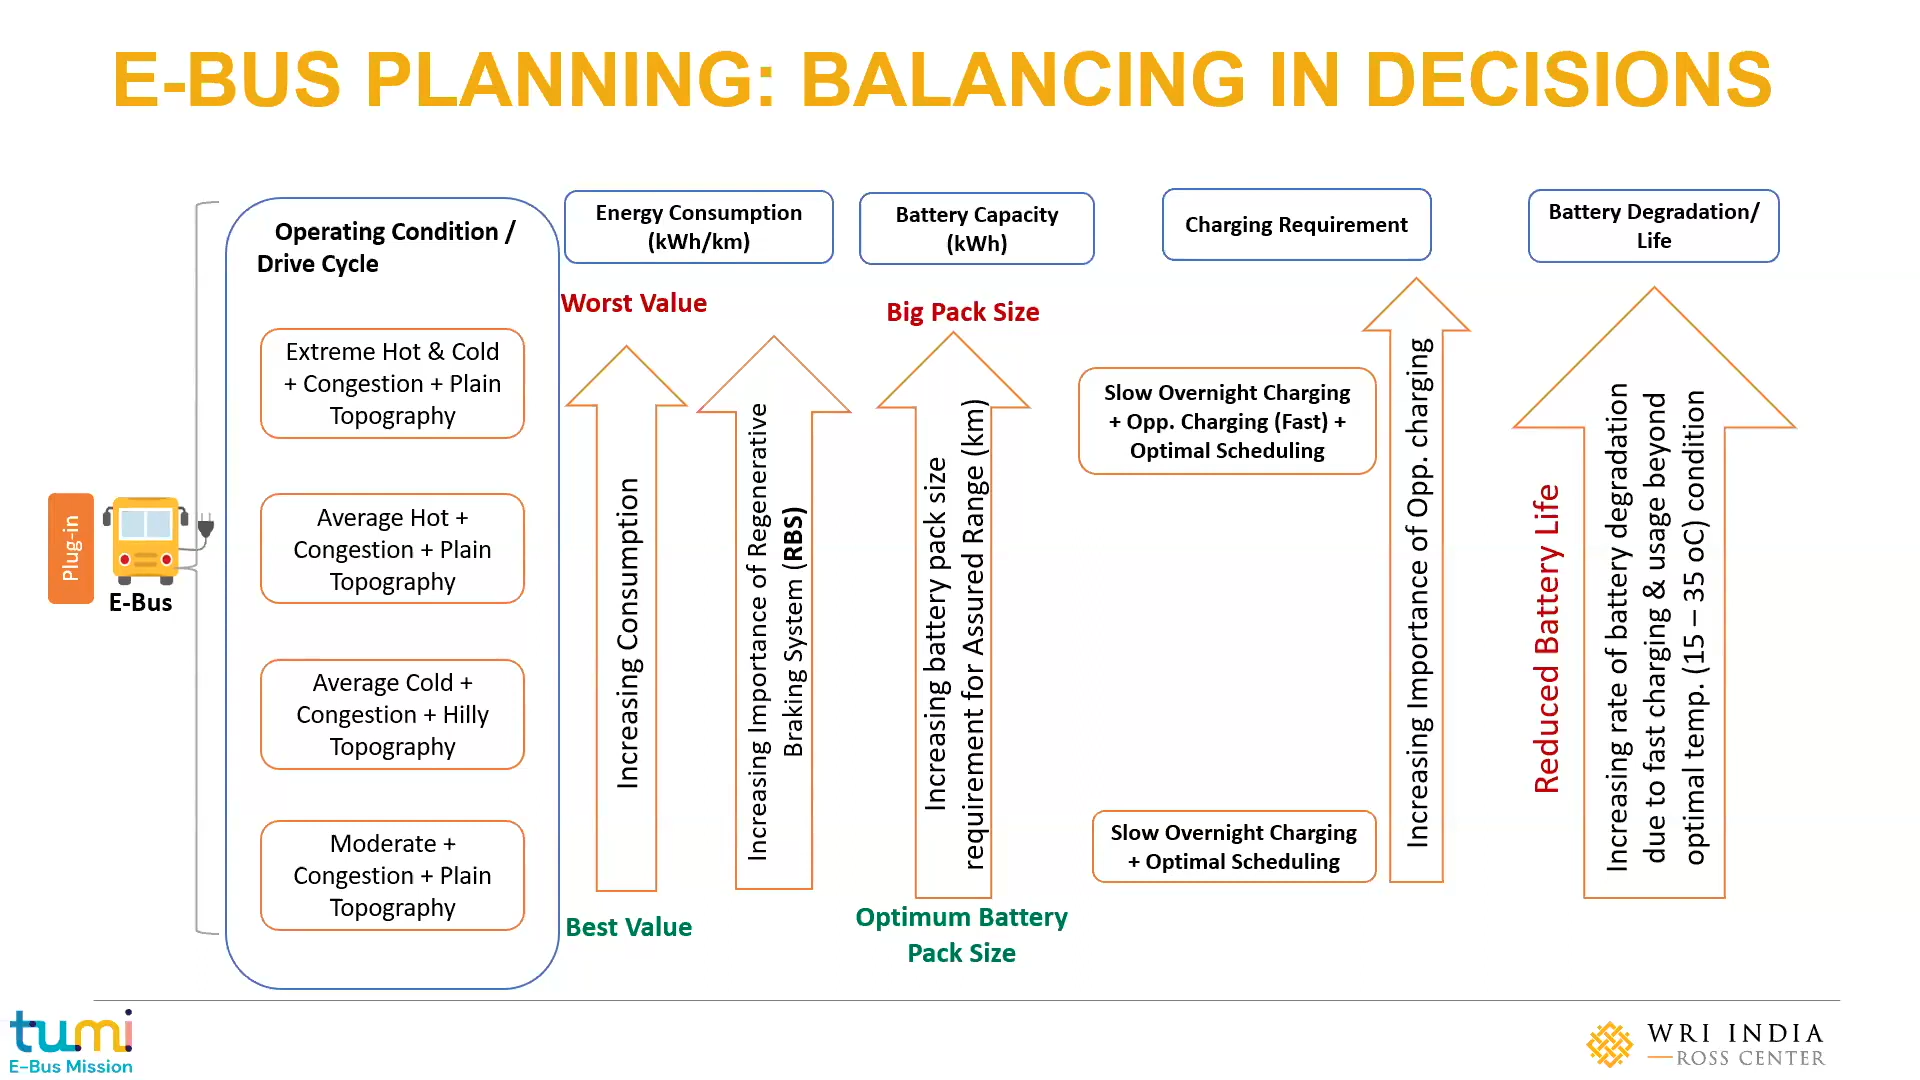 E-BUS PLANNING: BALANCING IN DECISIONS
Operating Condition /
Drive Cycle
Energy Consumption
(kWh/km)
Battery Capacity
(kWh)
Charging Requirement
Battery Degradation/
Life
Plug-in
E-Bus
Extreme Hot & Cold
+ Congestion + Plain
Topography
Average Hot +
Congestion + Plain
Topography
Average Cold +
Congestion + Hilly
Topography
Moderate +
Congestion + Plain
Topography
Worst Value
Increasing Consumption
Best Value
Increasing Importance of Regenerative
Braking System (RBS)
Big Pack Size
Increasing battery pack size
requirement for Assured Range (km)
Optimum Battery
Pack Size
Slow Overnight Charging
+ Opp. Charging (Fast) +
Optimal Scheduling
Slow Overnight Charging
+ Optimal Scheduling
Increasing Importance of Opp. charging
Reduced Battery Life
Increasing rate of battery degradation
due to fast charging & usage beyond
optimal temp. (15 – 35 oC) condition
tumi
E-Bus Mission
WRI INDIA
ROSS CENTER